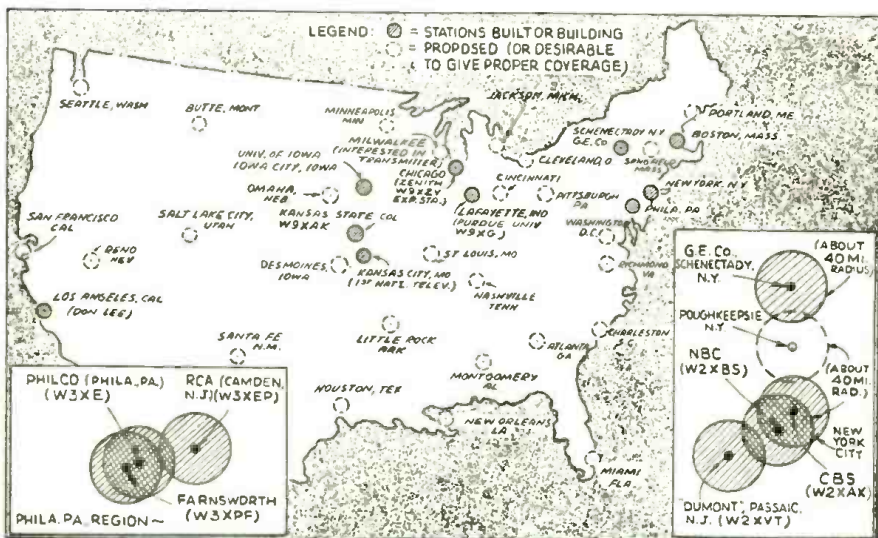 LEGEND: = STATIONS BUILT OR BUILDING
= PROPOSED (OR DESIRABLE
TO GIVE PROPER COVERAGE)
SEATTLE, WASH
BUTTE, MONT
MINNEAPOLIS
MIN
JACKSON, MICH.
PORTLAND, ME
SCHENECTADY N.Y
G.E. CO
BOSTON, MASS.
MILWALKEE
(INTERESTED IN
TRANSMITTER)
CLEVELAND, O
MASS
UNIV. OF IOWA
IOWA CITY, IOWA
CHICAGO
(ZENITH
W9XZV
EXP. STA.)
CINCINNATI
PITTSBURGH
PA
NEW YORK. N.Y
PHILA. PA
OMAHA,
NEB
KANSAS STATE COL
W9XAK
LAFAYETTE, IND
(PURDUE UNIV
W9XG)
WASHINGTON
D.C.
SAN FRANCISCO
CAL
SALT LAKE CITY,
UTAH
RENO
NEV
DES MOINES,
IOWA
KANSAS CITY, MO
(1ST NATL. TELEV.)
ST LOUIS, MO
RICHMOND
VA
NASHVILLE
TENN
LOS ANGELES, CAL
(DON LEE)
SANTA FE
N.M.
LITTLE ROCK
ARK
ATLANTA
GA
CHARLESTON
S.C.
MONTGOMERY
AL
HOUSTON, TEX
NEW ORLEANS
LA
MIAMI
FLA
PHILCO (PHILA., PA.)
(W3XE)
RCA (CAMDEN,
N.J.) (W3XEP)
FARNSWORTH
(W3XPF)
PHILA. PA. REGION~
G.E. CO.,
SCHENECTADY,
N.Y.
(ABOUT
40 MI.
RADIUS)
POUGHKEEPSIE
N.Y.
NBC
(W2XBS)
(ABOUT
40 MI.
RAD.)
NEW
YORK
CITY
CBS
(W2XAX)
DUMONT, PASSAIC,
N.J. (W2XVT)